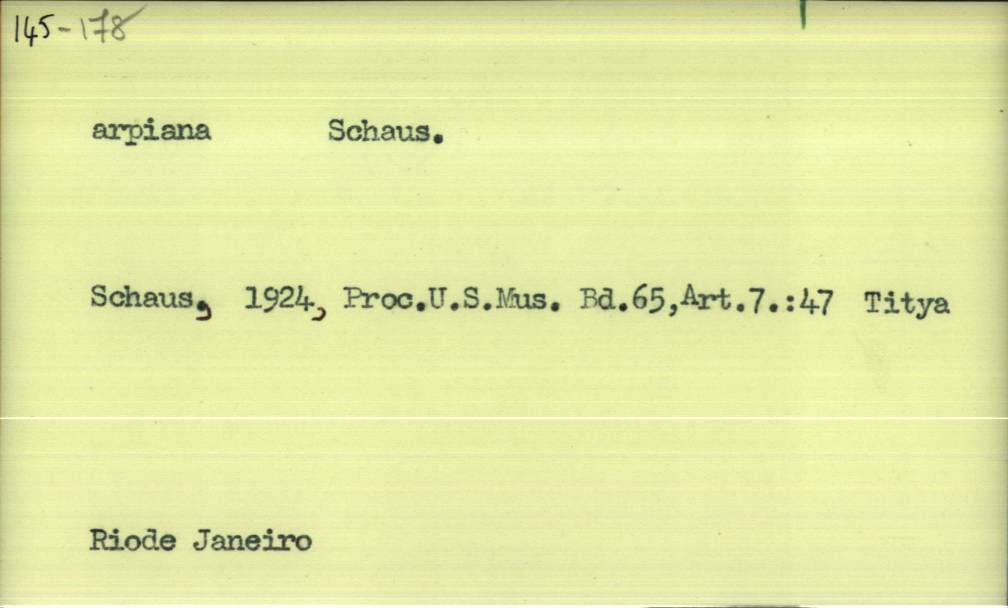 145-178
arpiana Schaus.
Schaus, 1924, Proc.U.S.Mus. Bd.65,Art.7.:47 Titya
Riode Janeiro